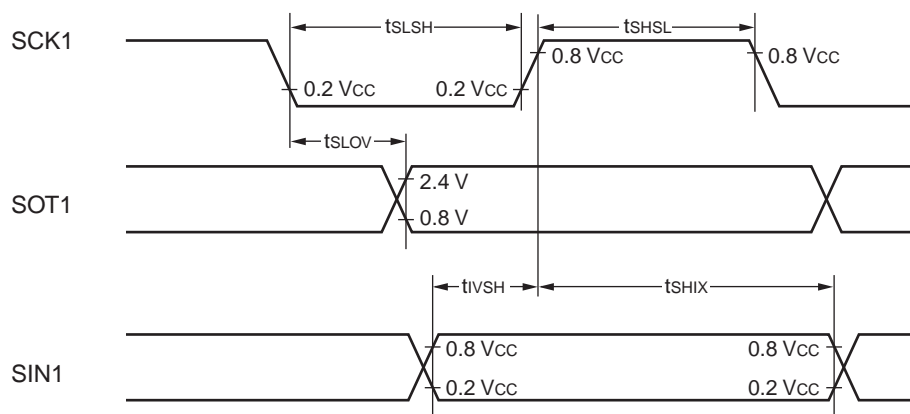 tSLSH
tSHSL
SCK1
0.2 VCC
0.2 VCC
0.8 VCC
0.8 VCC
tSLOV
SOT1
2.4 V
0.8 V
tIVSH
tSHIX
SIN1
0.8 VCC
0.8 VCC
0.2 VCC
0.2 VCC